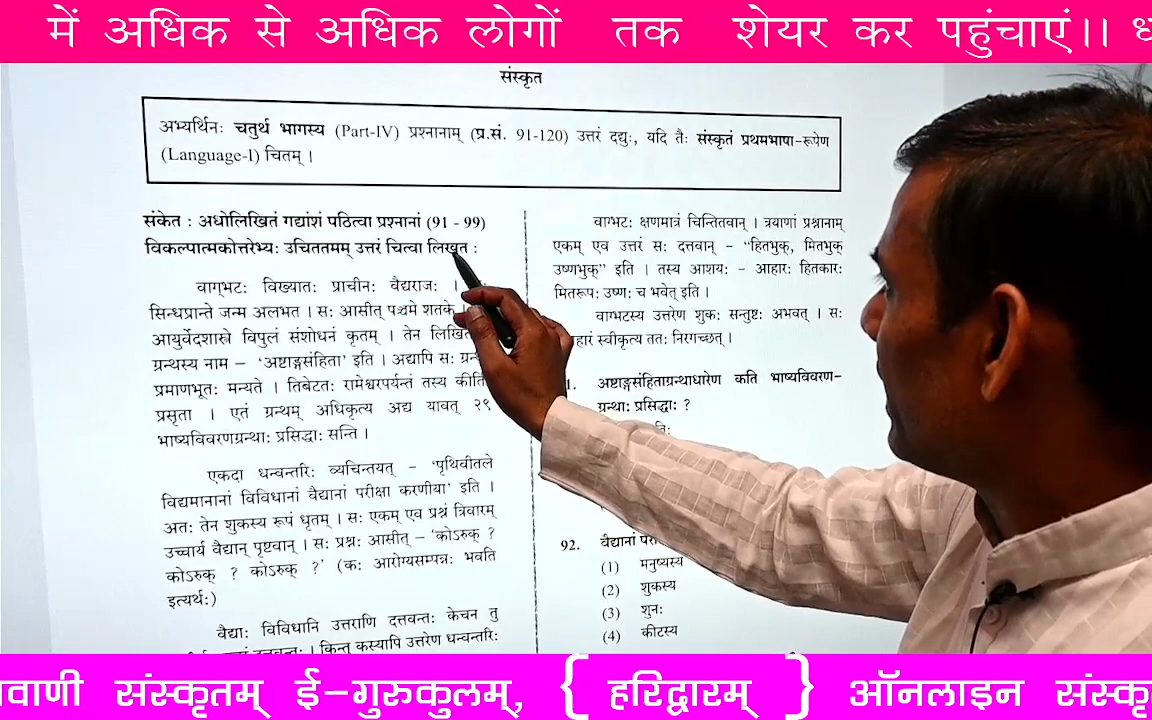 में अधिक से अधिक लोगों तक शेयर कर पहुंचाएं।।
संस्कृत
अभ्यर्थिनः चतुर्थ भागस्य (Part-IV) प्रश्नानाम् (प्र.सं. 91-120) उत्तरं दद्युः, यदि तैः संस्कृतं प्रथमभाषा-रूपेण
(Language-I) चितम् ।
संकेत : अधोलिखितं गद्यांशं पठित्वा प्रश्नानां (91 - 99)
विकल्पात्मकोत्तरेभ्यः उचिततमम् उत्तरं चित्वा लिखत :
वाग्भटः विख्यातः प्राचीनः वैद्यराजः ।
सिन्धप्रान्ते जन्म अलभत । सः आसीत् पञ्चमे शतके ।
आयुर्वेदशास्त्रे विपुलं संशोधनं कृतम् । तेन
ग्रन्थस्य नाम – 'अष्टाङ्गसंहिता' इति । अद्यापि सः
प्रमाणभूतः मन्यते । तिबेटतः रामेश्वरपर्यन्तं तस्य
प्रसृता । एतं ग्रन्थम् अधिकृत्य अद्य यावत् २९
भाष्यविवरणग्रन्थाः प्रसिद्धाः सन्ति ।
एकदा धन्वन्तरिः व्यचिन्तयत् – 'पृथिवीतले
विद्यमानानां विविधानां वैद्यानां परीक्षा करणीया' इति ।
अतः तेन शुकस्य रूपं धृतम् । सः एकम् एव प्रश्नं त्रिवारम्
उच्चार्य वैद्यान् पृष्टवान् । सः प्रश्नः आसीत् – 'कोऽरुक् ?
कोऽरुक् ? कोऽरुक् ?' (कः आरोग्यसम्पन्नः भवति
इत्यर्थः)
वैद्याः विविधानि उत्तराणि दत्तवन्तः केचन तु
। किन्तु कस्यापि उत्तरेण धन्वन्तरिः
वाग्भटः क्षणमात्रं चिन्तितवान् । त्रयाणां प्रश्नानाम्
एकम् एव उत्तरं सः दत्तवान् – "हितभुक्, मितभुक्
उष्णभुक्" इति । तस्य आशयः – आहारः हितकारः
मितरूपः उष्णः च भवेत् इति ।
वाग्भटस्य उत्तरेण शुकः सन्तुष्टः अभवत् । सः
स्वीकृत्य ततः निरगच्छत् ।
अष्टाङ्गसंहिताग्रन्थाधारेण कति भाष्यविवरण-
ग्रन्थाः प्रसिद्धाः ?
92. वैद्यानां
(1) मनुष्यस्य
(2) शुकस्य
(3) शुनः
(4) कीटस्य
संस्कृतम् ई-गुरुकुलम्, { हरिद्वारम् } ऑनलाइन